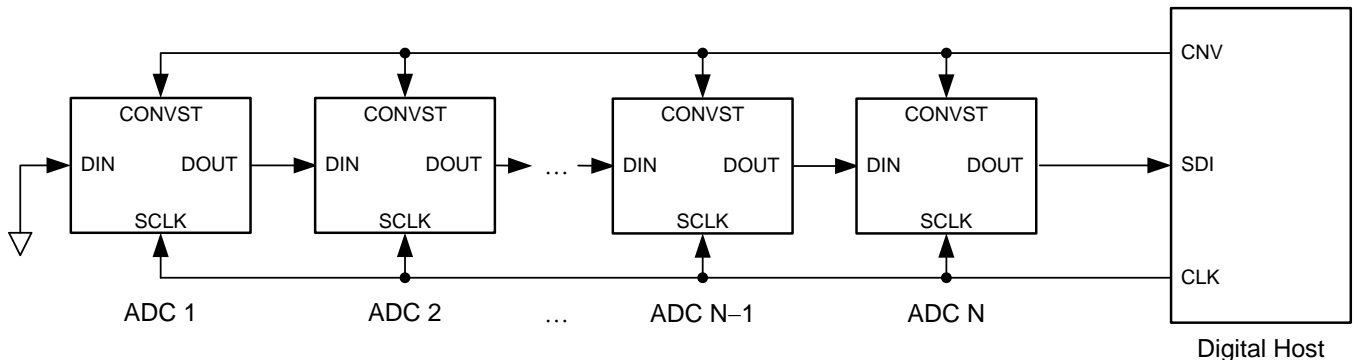 CNV
CONVST CONVST CONVST CONVST
DIN DOUT DIN DOUT … DIN DOUT DIN DOUT SDI
SCLK SCLK SCLK SCLK
CLK
ADC 1 ADC 2 … ADC N–1 ADC N
Digital Host